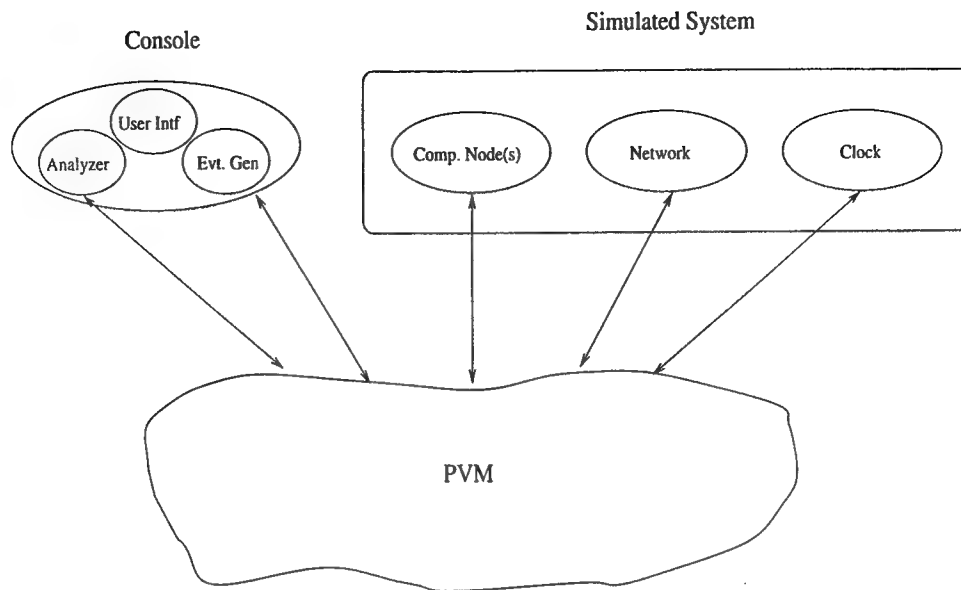 Console
Simulated System
User Intf
Analyzer
Evt. Gen
Comp. Node(s)
Network
Clock
PVM